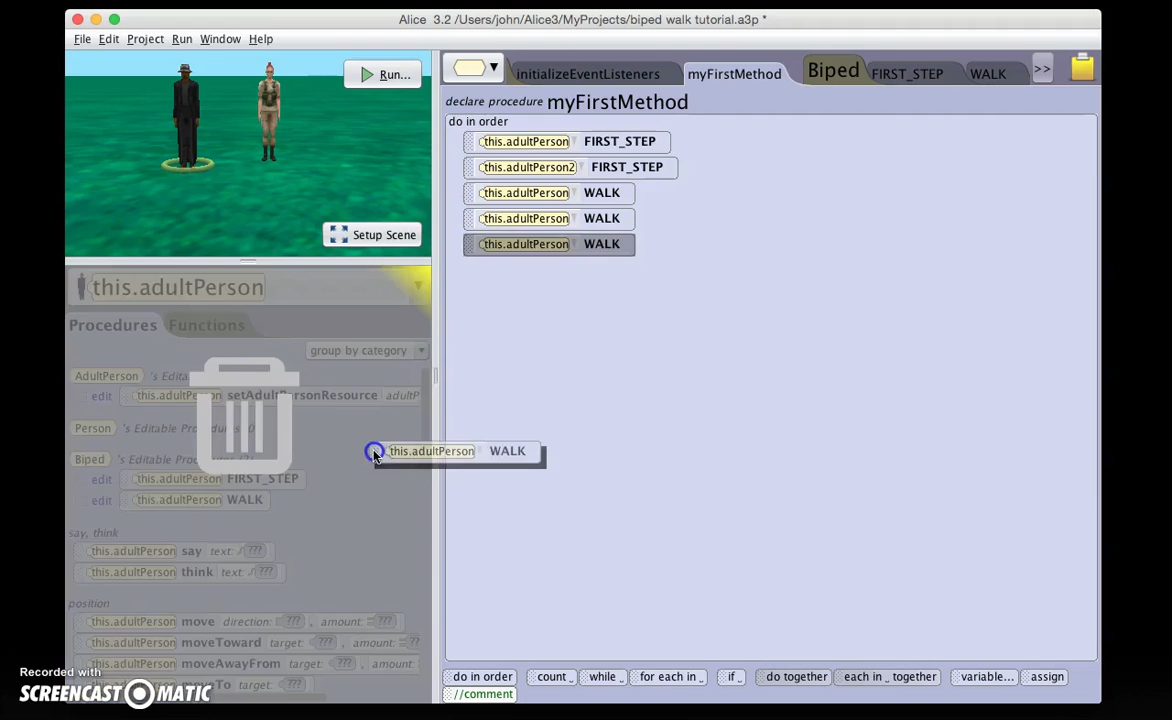 Alice 3.2 /Users/john/Alice3/MyProjects/biped walk tutorial.a3p *
File Edit Project Run Window Help
Run...
Setup Scene
initializeEventListeners myFirstMethod Biped FIRST_STEP WALK >>
declare procedure myFirstMethod
do in order
this.adultPerson FIRST_STEP
this.adultPerson2 FIRST_STEP
this.adultPerson WALK
this.adultPerson WALK
this.adultPerson WALK
this.adultPerson WALK
this.adultPerson
Procedures Functions
group by category
AdultPerson 's
edit this.adultPerson
Person 's Editable
Biped 's Editable
edit this.adultPerson FIRST_STEP
edit this.adultPerson WALK
say, think
this.adultPerson say text: ???
this.adultPerson think text: ???
position
this.adultPerson move direction: ??? , amount: ???
this.adultPerson moveToward target: ??? , amount:
this.adultPerson moveAwayFrom target: ??? , amount:
moveTo target: ???
do in order count while for each in if do together each in together variable... assign
//comment
Recorded with
SCREENCAST-O-MATIC